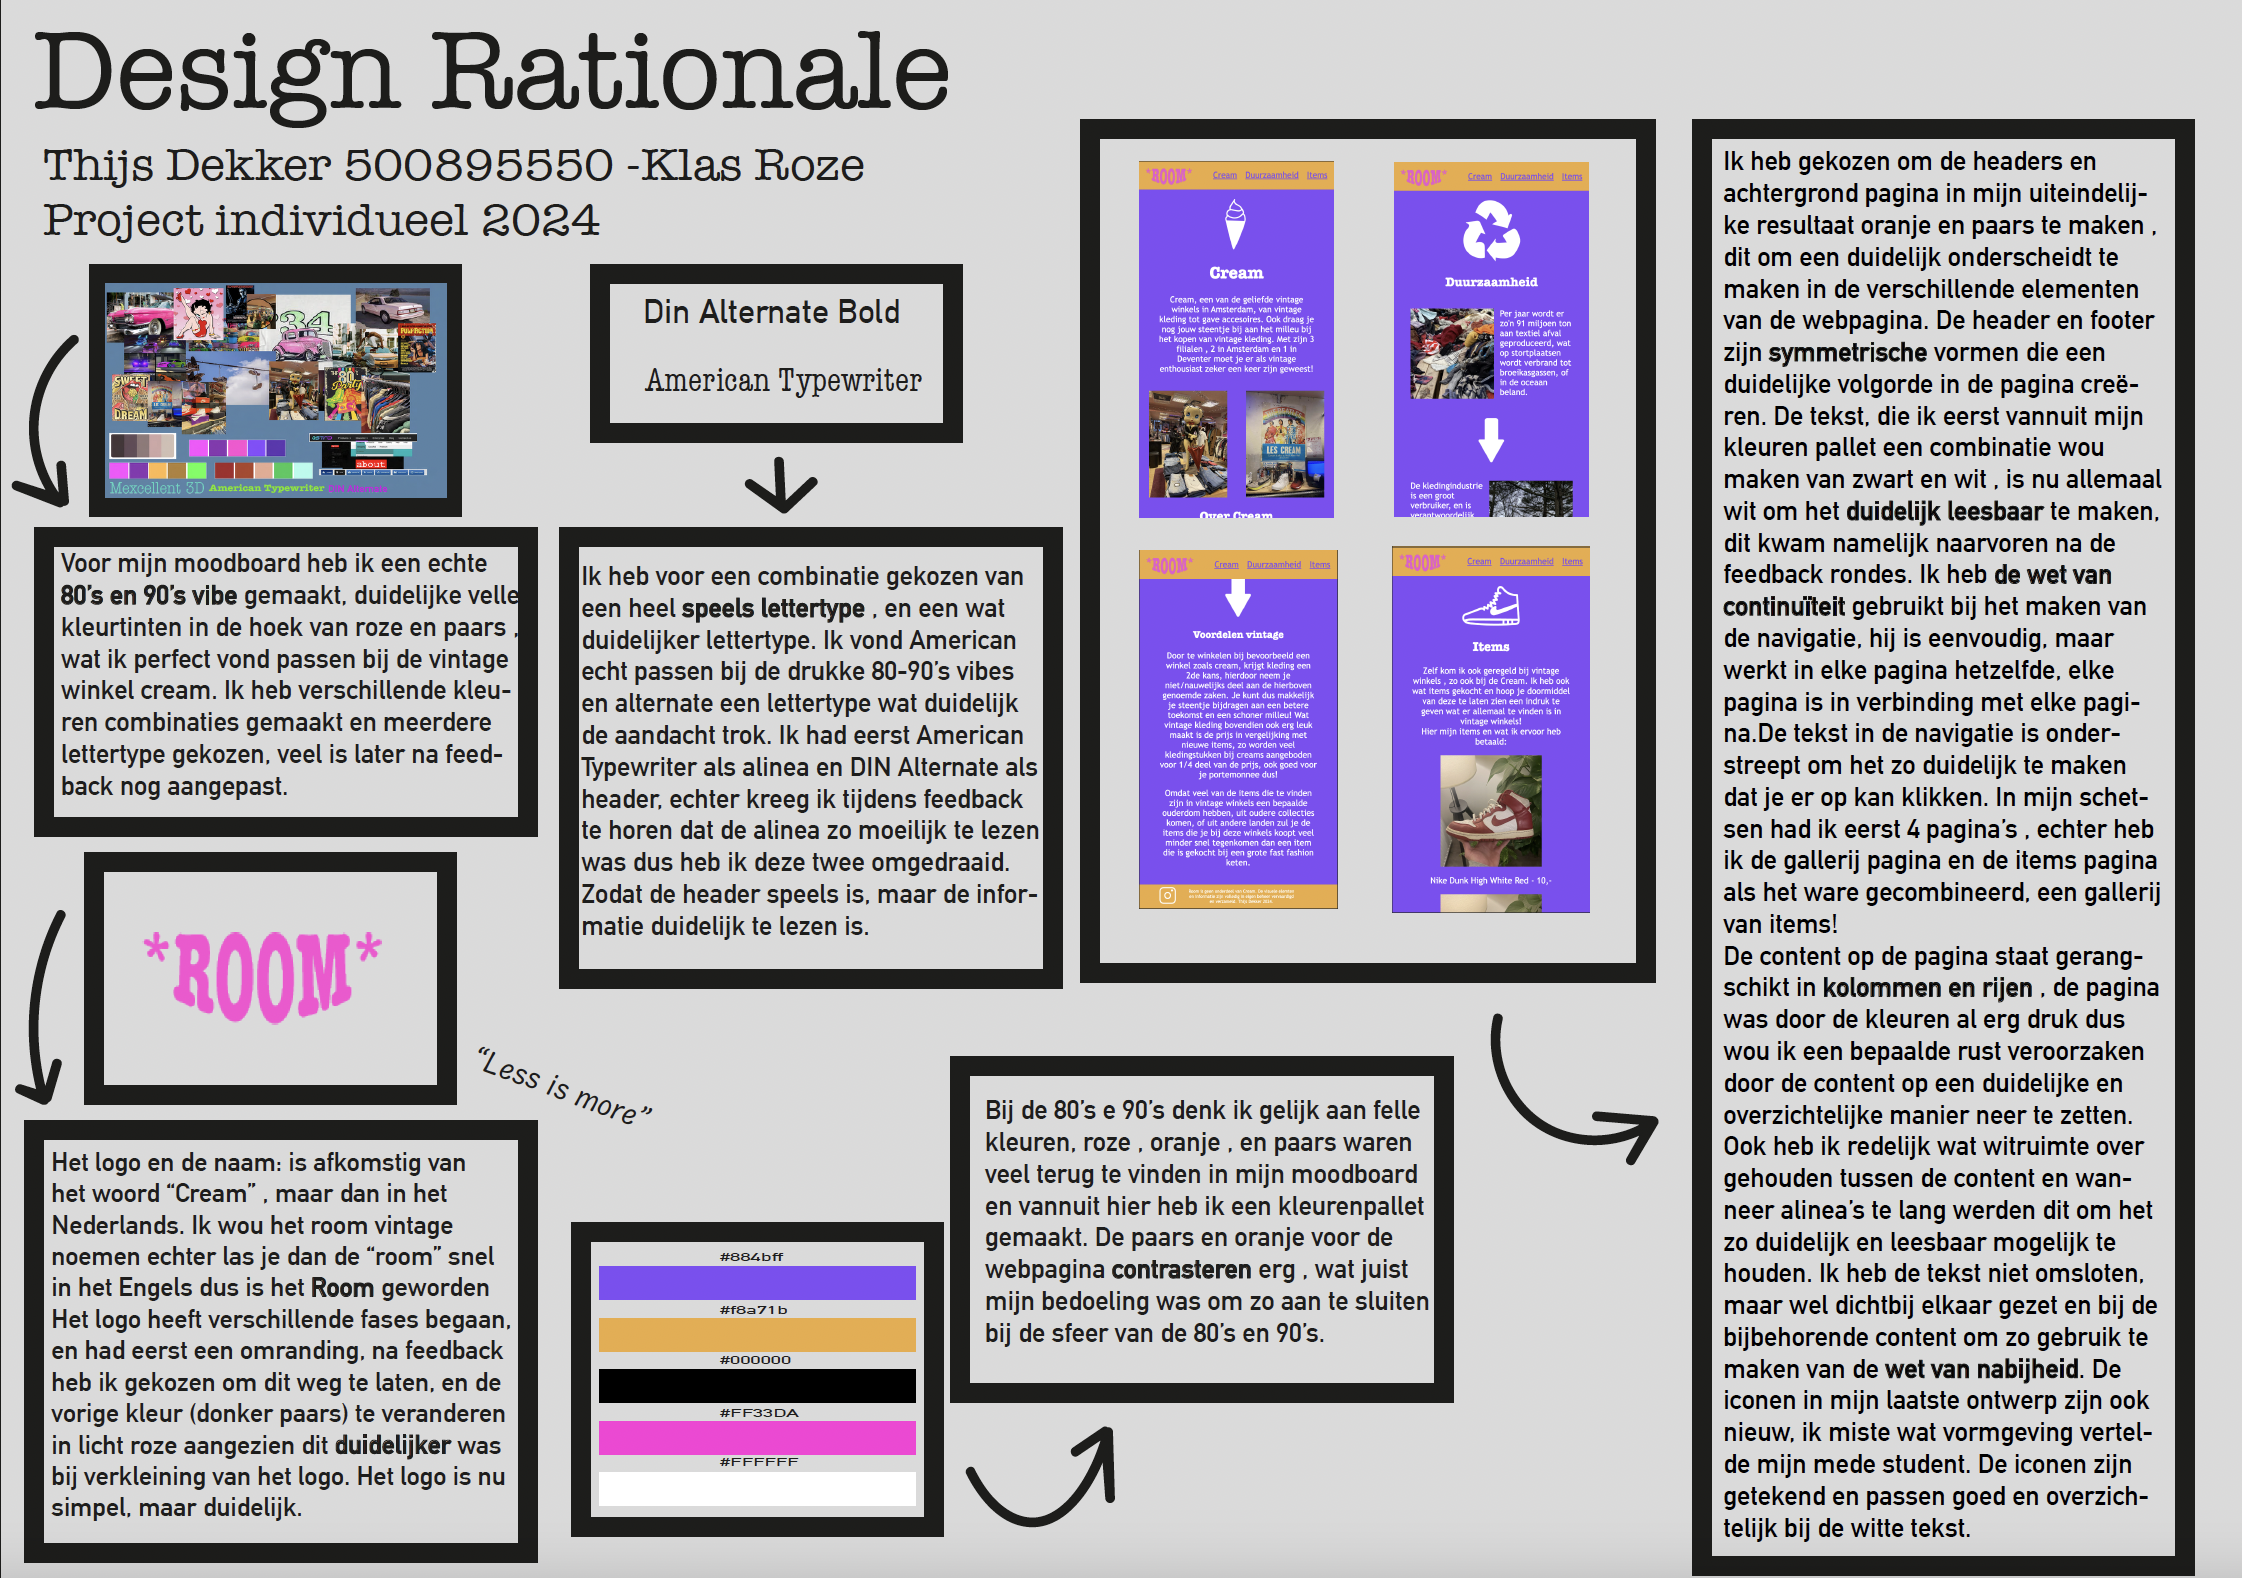 Design Rationale
Thijs Dekker 500895550 -Klas Roze
Project individueel 2024
SWEET
DREAM
about
Mexcellent 3D American Typewriter DIN Alternate
Voor mijn moodboard heb ik een echte
80's en 90's vibe gemaakt, duidelijke velle
kleurtinten in de hoek van roze en paars ,
wat ik perfect vond passen bij de vintage
winkel cream. Ik heb verschillende kleu-
ren combinaties gemaakt en meerdere
lettertype gekozen, veel is later na feed-
back nog aangepast.
*ROOM*
Het logo en de naam: is afkomstig van
het woord “Cream” , maar dan in het
Nederlands. Ik wou het room vintage
noemen echter las je dan de “room” snel
in het Engels dus is het Room geworden
Het logo heeft verschillende fases begaan,
en had eerst een omranding, na feedback
heb ik gekozen om dit weg te laten, en de
vorige kleur (donker paars) te veranderen
in licht roze aangezien dit duidelijker was
bij verkleining van het logo. Het logo is nu
simpel, maar duidelijk.
Din Alternate Bold
American Typewriter
Ik heb voor een combinatie gekozen van
een heel speels lettertype , en een wat
duidelijker lettertype. Ik vond American
echt passen bij de drukke 80-90's vibes
en alternate een lettertype wat duidelijk
de aandacht trok. Ik had eerst American
Typewriter als alinea en DIN Alternate als
header, echter kreeg ik tijdens feedback
te horen dat de alinea zo moeilijk te lezen
was dus heb ik deze twee omgedraaid.
Zodat de header speels is, maar de infor-
matie duidelijk te lezen is.
“Less is more”
#884bff
#f8a71b
#000000
#FF33DA
#FFFFFF
Bij de 80's e 90's denk ik gelijk aan felle
kleuren, roze , oranje , en paars waren
veel terug te vinden in mijn moodboard
en vannuit hier heb ik een kleurenpallet
gemaakt. De paars en oranje voor de
webpagina contrasteren erg , wat juist
mijn bedoeling was om zo aan te sluiten
bij de sfeer van de 80's en 90's.
*ROOM* Cream Duurzaamheid Items
Cream
Cream, een van de geliefde vintage
winkels in Amsterdam, van vintage
kleding tot gave accesoires. Ook draag je
nog jouw steentje bij aan het milleu bij
het kopen van vintage kleding. Met zijn 3
filialen , 2 in Amsterdam en 1 in
Deventer moet je er als vintage
enthousiast zeker een keer zijn geweest!
LES CREAM
Over Cream
*ROOM* Cream Duurzaamheid Items
Duurzaamheid
Per jaar wordt er
zo'n 91 miljoen ton
aan textiel afval
geproduceerd, wat
op stortplaatsen
wordt verbrand tot
broeikasgassen, of
in de oceaan
beland.
De kledingindustrie
is een groot
verbruiker, en is
verantwoordelijk
*ROOM* Cream Duurzaamheid Items
Voordelen vintage
Door te winkelen bij bevoorbeeld een
winkel zoals cream, krijgt kleding een
2de kans, hierdoor neem je
niet/nauwelijks deel aan de hierboven
genoemde zaken. Je kunt dus makkelijk
je steentje bijdragen aan een betere
toekomst en een schoner milleu! Wat
vintage kleding bovendien ook erg leuk
maakt is de prijs in vergelijking met
nieuwe items, zo worden veel
kledingstukken bij creams aangeboden
voor 1/4 deel van de prijs, ook goed voor
je portemonnee dus!
Omdat veel van de items die te vinden
zijn in vintage winkels een bepaalde
ouderdom hebben, uit oudere collecties
komen, of uit andere landen zul je de
items die je bij deze winkels koopt veel
minder snel tegenkomen dan een item
die is gekocht bij een grote fast fashion
keten.
*ROOM* Cream Duurzaamheid Items
Items
Zelf kom ik ook geregeld bij vintage
winkels , zo ook bij de Cream. Ik heb ook
wat items gekocht en hoop je doormiddel
van deze te laten zien een indruk te
geven wat er allemaal te vinden is in
vintage winkels!
Hier mijn items en wat ik ervoor heb
betaald:
Nike Dunk High White Red - 10,-
Ik heb gekozen om de headers en
achtergrond pagina in mijn uiteindelij-
ke resultaat oranje en paars te maken ,
dit om een duidelijk onderscheidt te
maken in de verschillende elementen
van de webpagina. De header en footer
zijn symmetrische vormen die een
duidelijke volgorde in de pagina creë-
ren. De tekst, die ik eerst vannuit mijn
kleuren pallet een combinatie wou
maken van zwart en wit , is nu allemaal
wit om het duidelijk leesbaar te maken,
dit kwam namelijk naarvoren na de
feedback rondes. Ik heb de wet van
continuïteit gebruikt bij het maken van
de navigatie, hij is eenvoudig, maar
werkt in elke pagina hetzelfde, elke
pagina is in verbinding met elke pagi-
na.De tekst in de navigatie is onder-
streept om het zo duidelijk te maken
dat je er op kan klikken. In mijn schet-
sen had ik eerst 4 pagina's , echter heb
ik de gallerij pagina en de items pagina
als het ware gecombineerd, een gallerij
van items!
De content op de pagina staat gerang-
schikt in kolommen en rijen , de pagina
was door de kleuren al erg druk dus
wou ik een bepaalde rust veroorzaken
door de content op een duidelijke en
overzichtelijke manier neer te zetten.
Ook heb ik redelijk wat witruimte over
gehouden tussen de content en wan-
neer alinea's te lang werden dit om het
zo duidelijk en leesbaar mogelijk te
houden. Ik heb de tekst niet omsloten,
maar wel dichtbij elkaar gezet en bij de
bijbehorende content om zo gebruik te
maken van de wet van nabijheid. De
iconen in mijn laatste ontwerp zijn ook
nieuw, ik miste wat vormgeving vertel-
de mijn mede student. De iconen zijn
getekend en passen goed en overzich-
telijk bij de witte tekst.